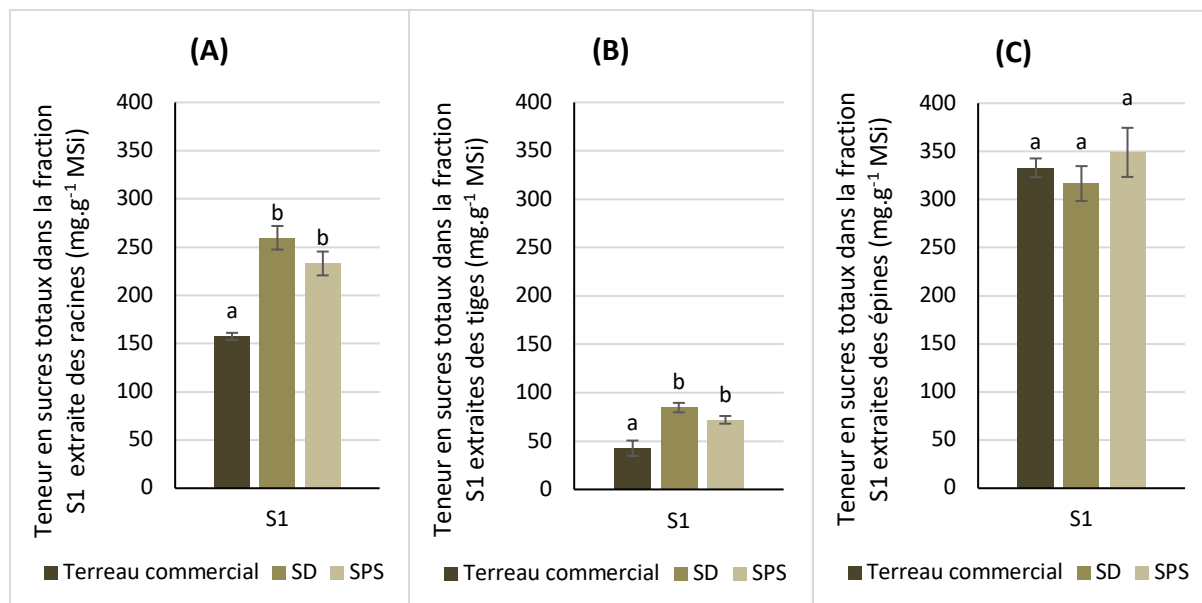 (A)
Teneur en sucres totaux dans la fraction
S1 extraite des racines (mg.g-1 MSi)
400
350
300
250
200
150
100
50
0
a
b
b
S1
Terreau commercial SD SPS
(B)
Teneur en sucres totaux dans la fraction
S1 extraites des tiges (mg.g-1 MSi)
400
350
300
250
200
150
100
50
0
a
b
b
S1
Terreau commercial SD SPS
(C)
Teneur en sucres totaux dans la fraction
S1 extraites des épines (mg.g-1 MSi)
400
350
300
250
200
150
100
50
0
a
a
a
S1
Terreau commercial SD SPS